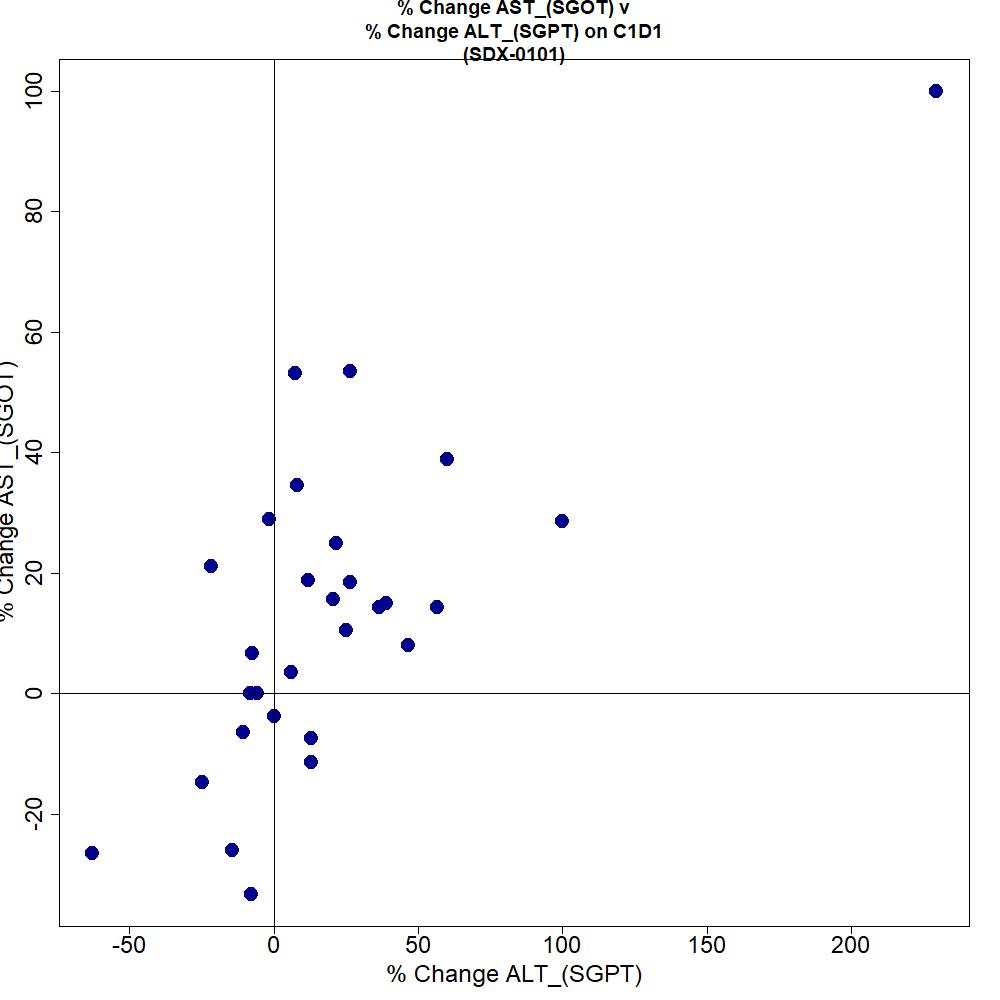 % Change AST_(SGOT) v
% Change ALT_(SGPT) on C1D1
(SDX-0101)
% Change AST_(SGOT)
100
80
60
40
20
0
-20
-50
0
50
100
150
200
% Change ALT_(SGPT)